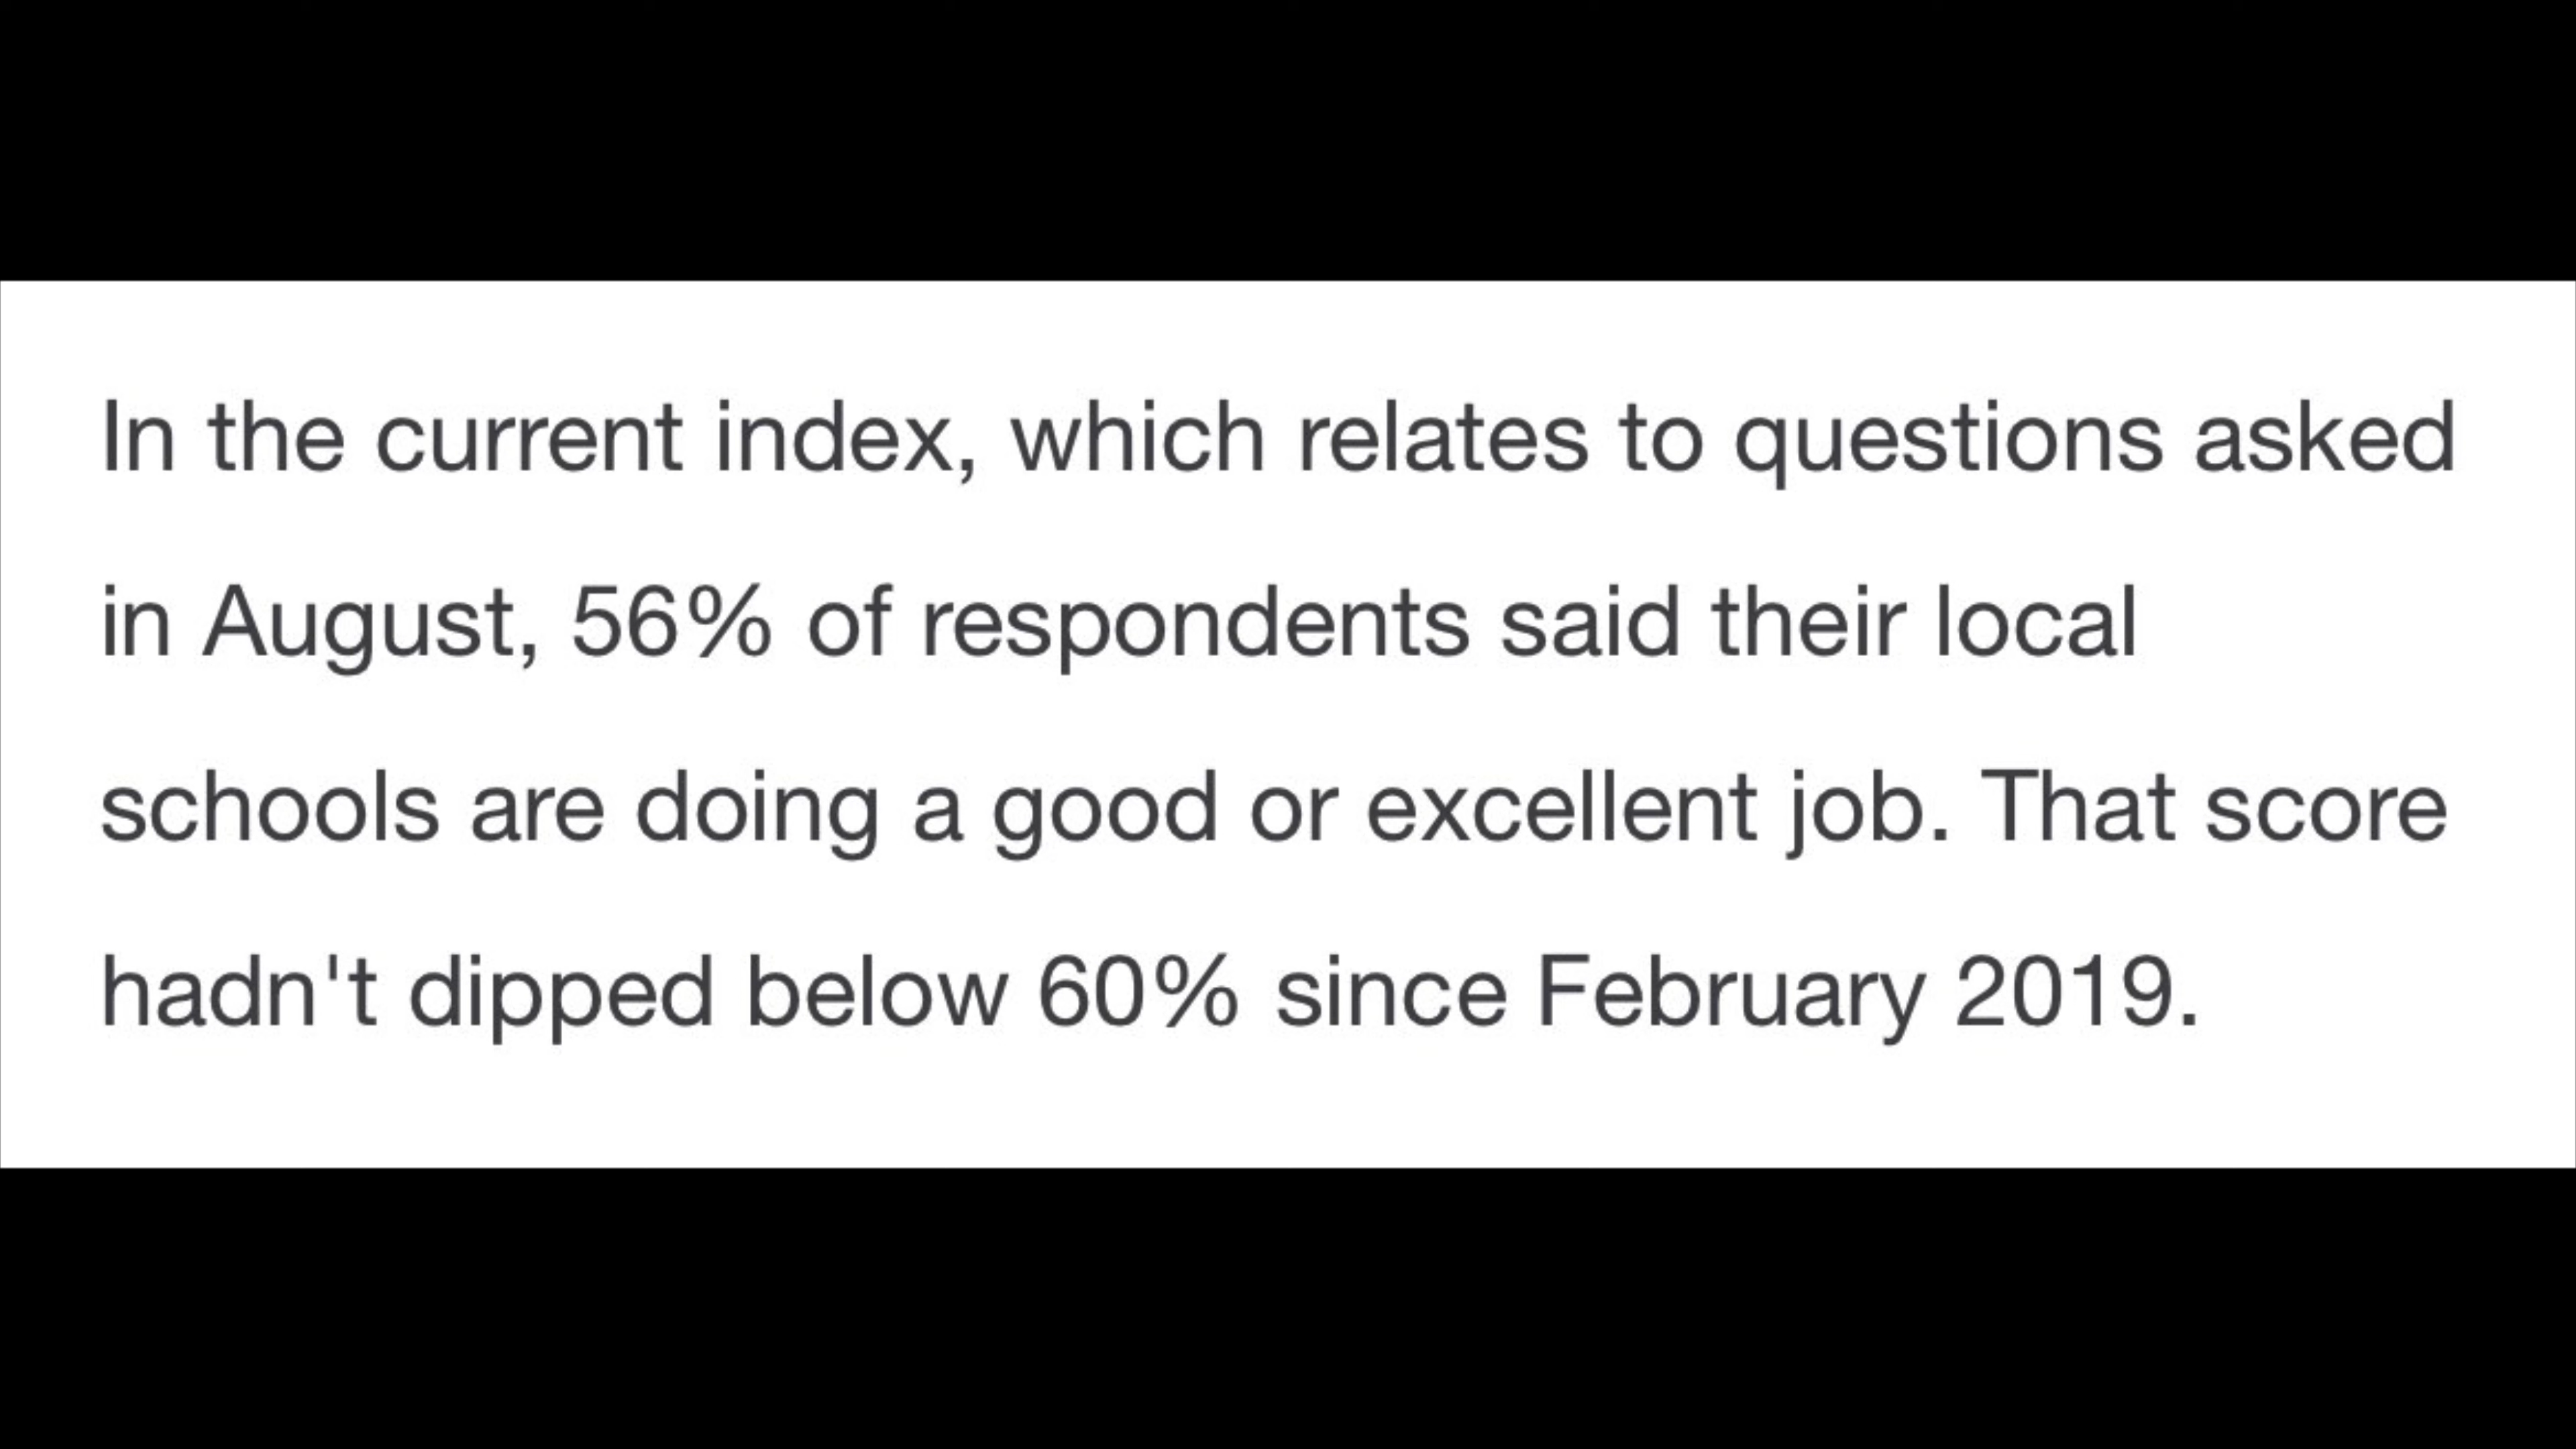 In the current index, which relates to questions asked
in August, 56% of respondents said their local
schools are doing a good or excellent job. That score
hadn't dipped below 60% since February 2019.